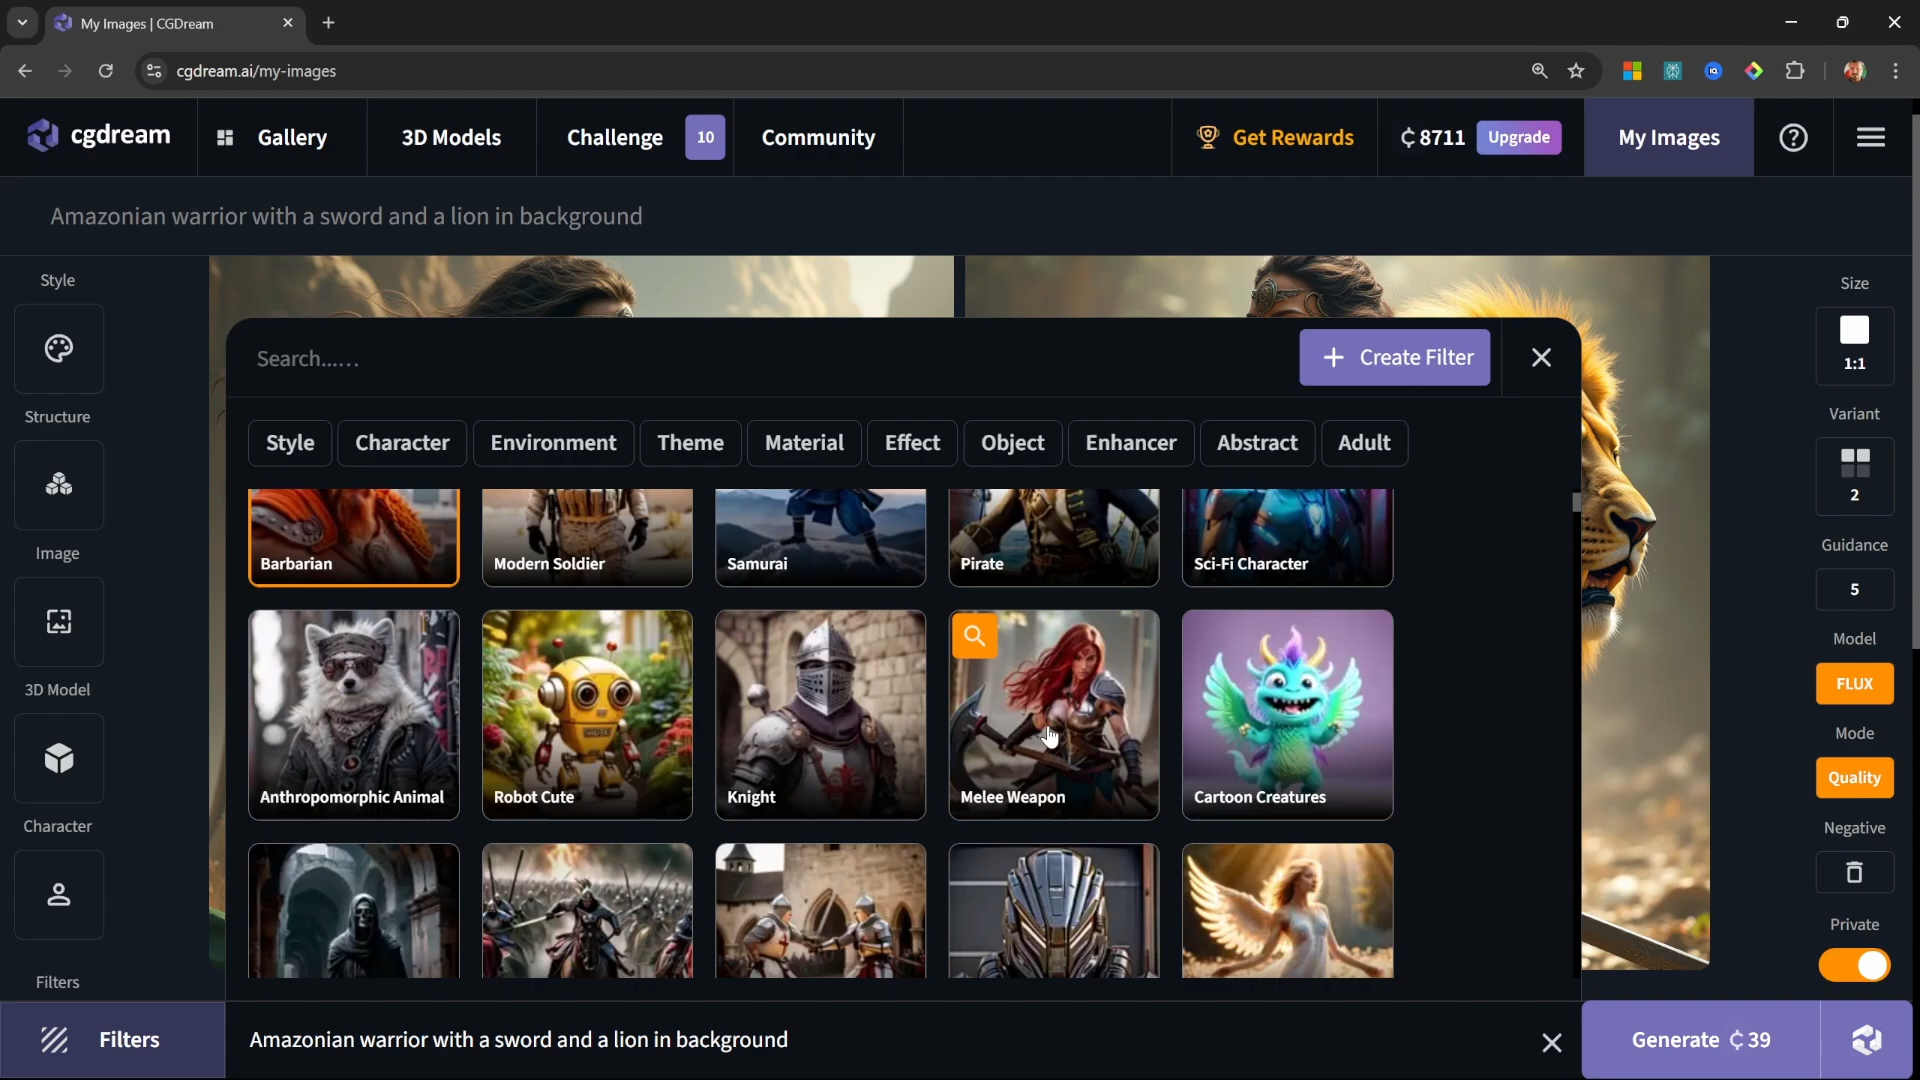 My Images | CGDream
cgdream.ai/my-images
cgdream
Gallery
3D Models
Challenge
10
Community
Get Rewards
₵ 8711
Upgrade
My Images
Amazonian warrior with a sword and a lion in background
Style
Structure
Image
3D Model
Character
Filters
Filters
Search......
+ Create Filter
Style
Character
Environment
Theme
Material
Effect
Object
Enhancer
Abstract
Adult
Barbarian
Modern Soldier
Samurai
Pirate
Sci-Fi Character
Anthropomorphic Animal
Robot Cute
Knight
Melee Weapon
Cartoon Creatures
Size
1:1
Variant
2
Guidance
5
Model
FLUX
Mode
Quality
Negative
Private
Amazonian warrior with a sword and a lion in background
Generate ₵ 39